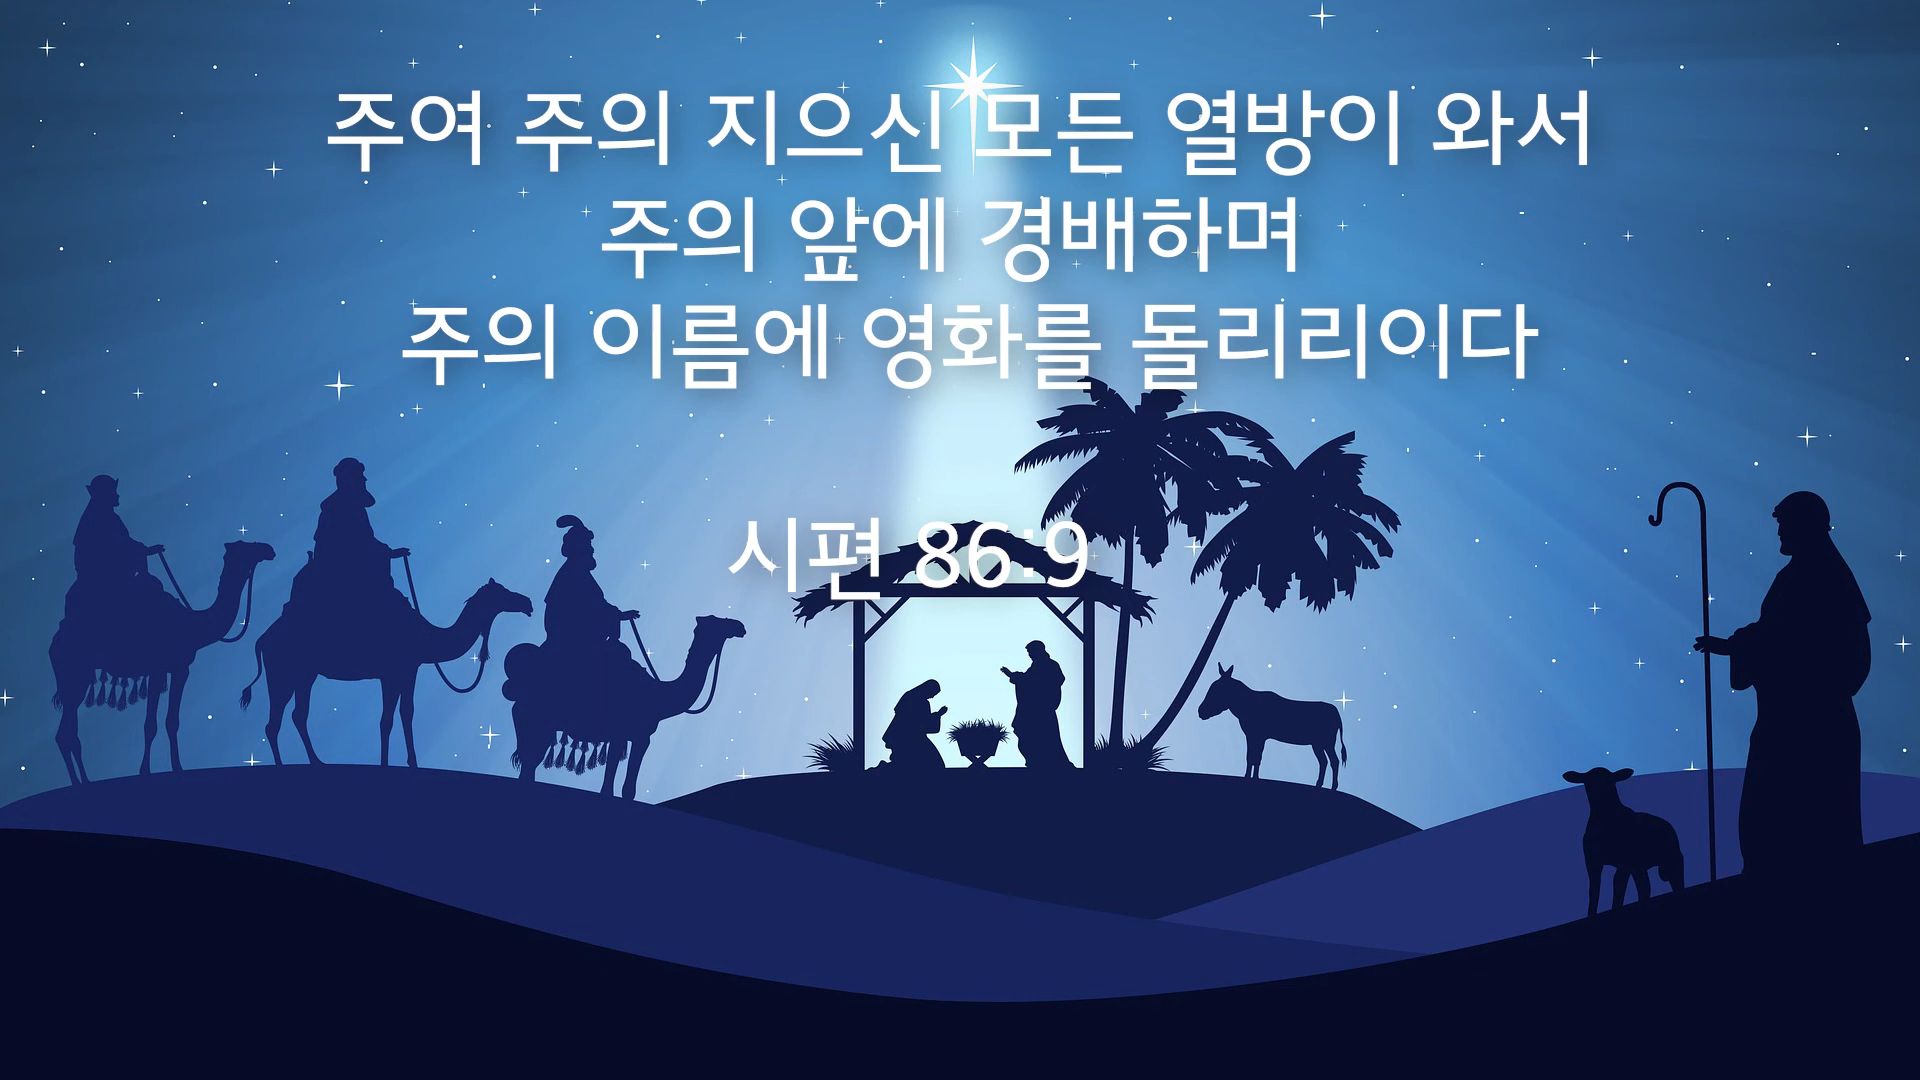 주여 주의 지으신 모든 열방이 와서
주의 앞에 경배하며
주의 이름에 영화를 돌리리이다
시편 86:9